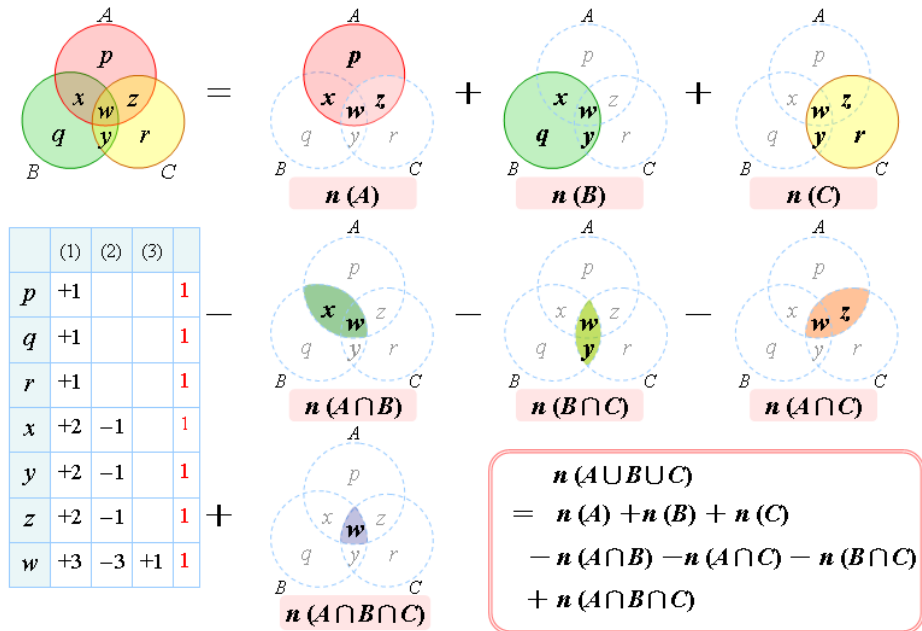 A A A A
p = p + p + p
x z x z x z x z
w w w w
q y r q y r q y r q y r
B C B C B C B C
n (A) n (B) n (C)
(1) (2) (3)
p +1 1
q +1 1
r +1 1
x +2 −1 1
y +2 −1 1
z +2 −1 1
w +3 −3 +1 1
A A A
− p − p − p
x z x z x z
w w w
q y r q y r q y r
B C B C B C
n (A∩B) n (B∩C) n (A∩C)
A
p
+ x w z
q y r
B C
n (A∩B∩C)
n (A∪B∪C)
= n (A) + n (B) + n (C)
− n (A∩B) − n (A∩C) − n (B∩C)
+ n (A∩B∩C)